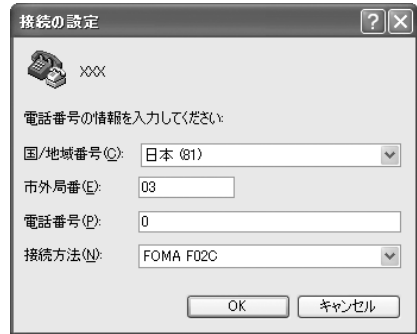 接続の設定
XXX
電話番号の情報を入力してください:
国/地域番号(C): 日本 (81)
市外局番(E): 03
電話番号(P): 0
接続方法(N): FOMA F02C
OK キャンセル